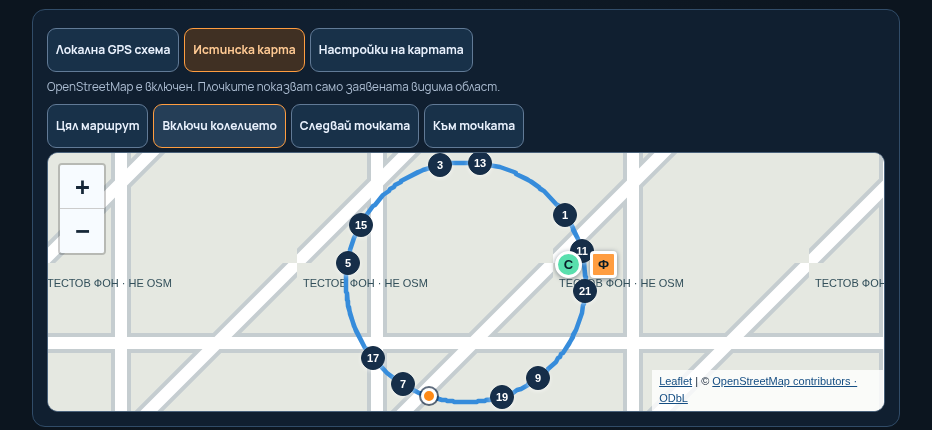 Локална GPS схема Истинска карта Настройки на картата
OpenStreetMap е включен. Плочките показват само заявената видима област.
Цял маршрут Включи колелцето Следвай точката Към точката
+
−
3 13
1
15
11
5 С Ф
ТЕСТОВ ФОН · НЕ OSM ТЕСТОВ ФОН · НЕ OSM ТЕСТОВ ФОН · НЕ OSM ТЕСТОВ ФОН
21
17
7 9
19
Leaflet | © OpenStreetMap contributors ·
ODbL